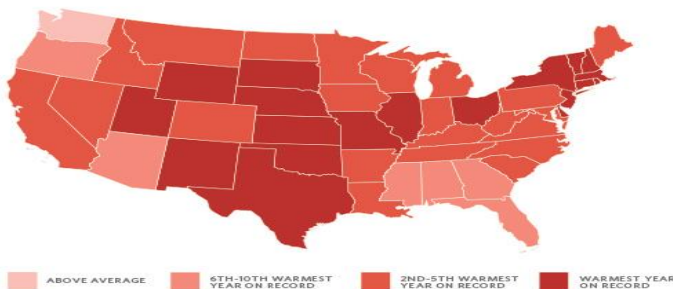 ABOVE AVERAGE
6TH-10TH WARMEST
YEAR ON RECORD
2ND-5TH WARMEST
YEAR ON RECORD
WARMEST YEAR
ON RECORD